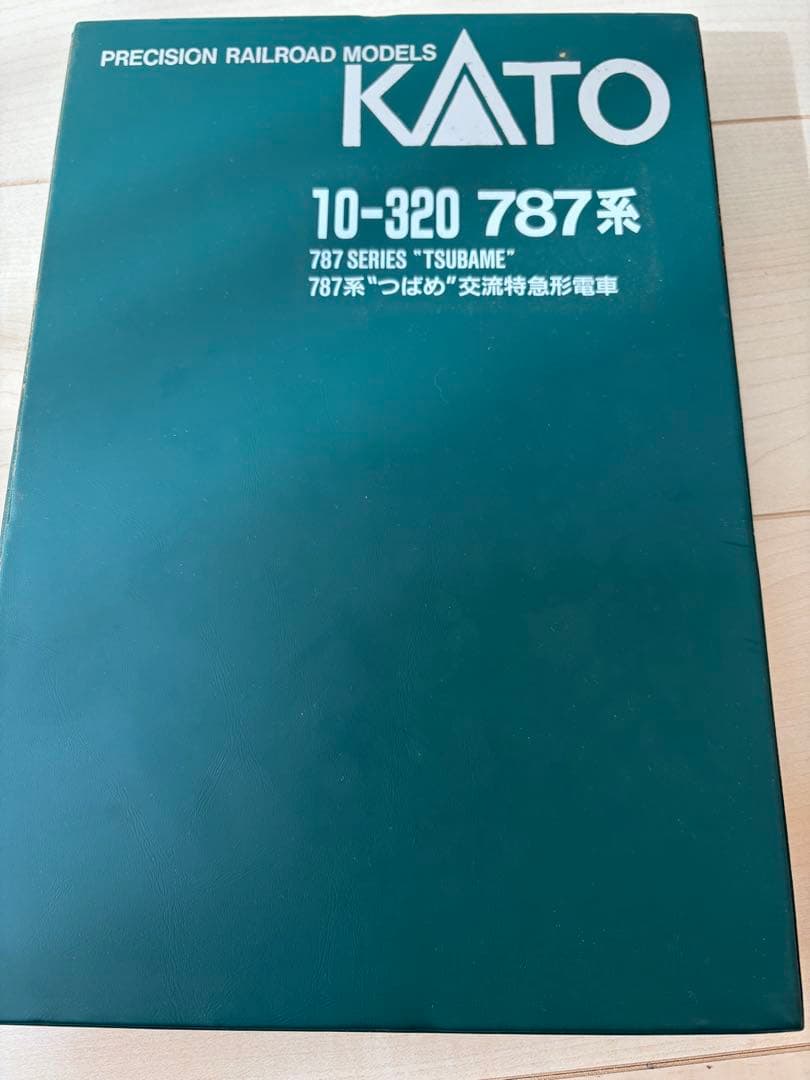 PRECISION RAILROAD MODELS
KATO
10-320 787系
787 SERIES "TSUBAME"
787系"つばめ"交流特急形電車